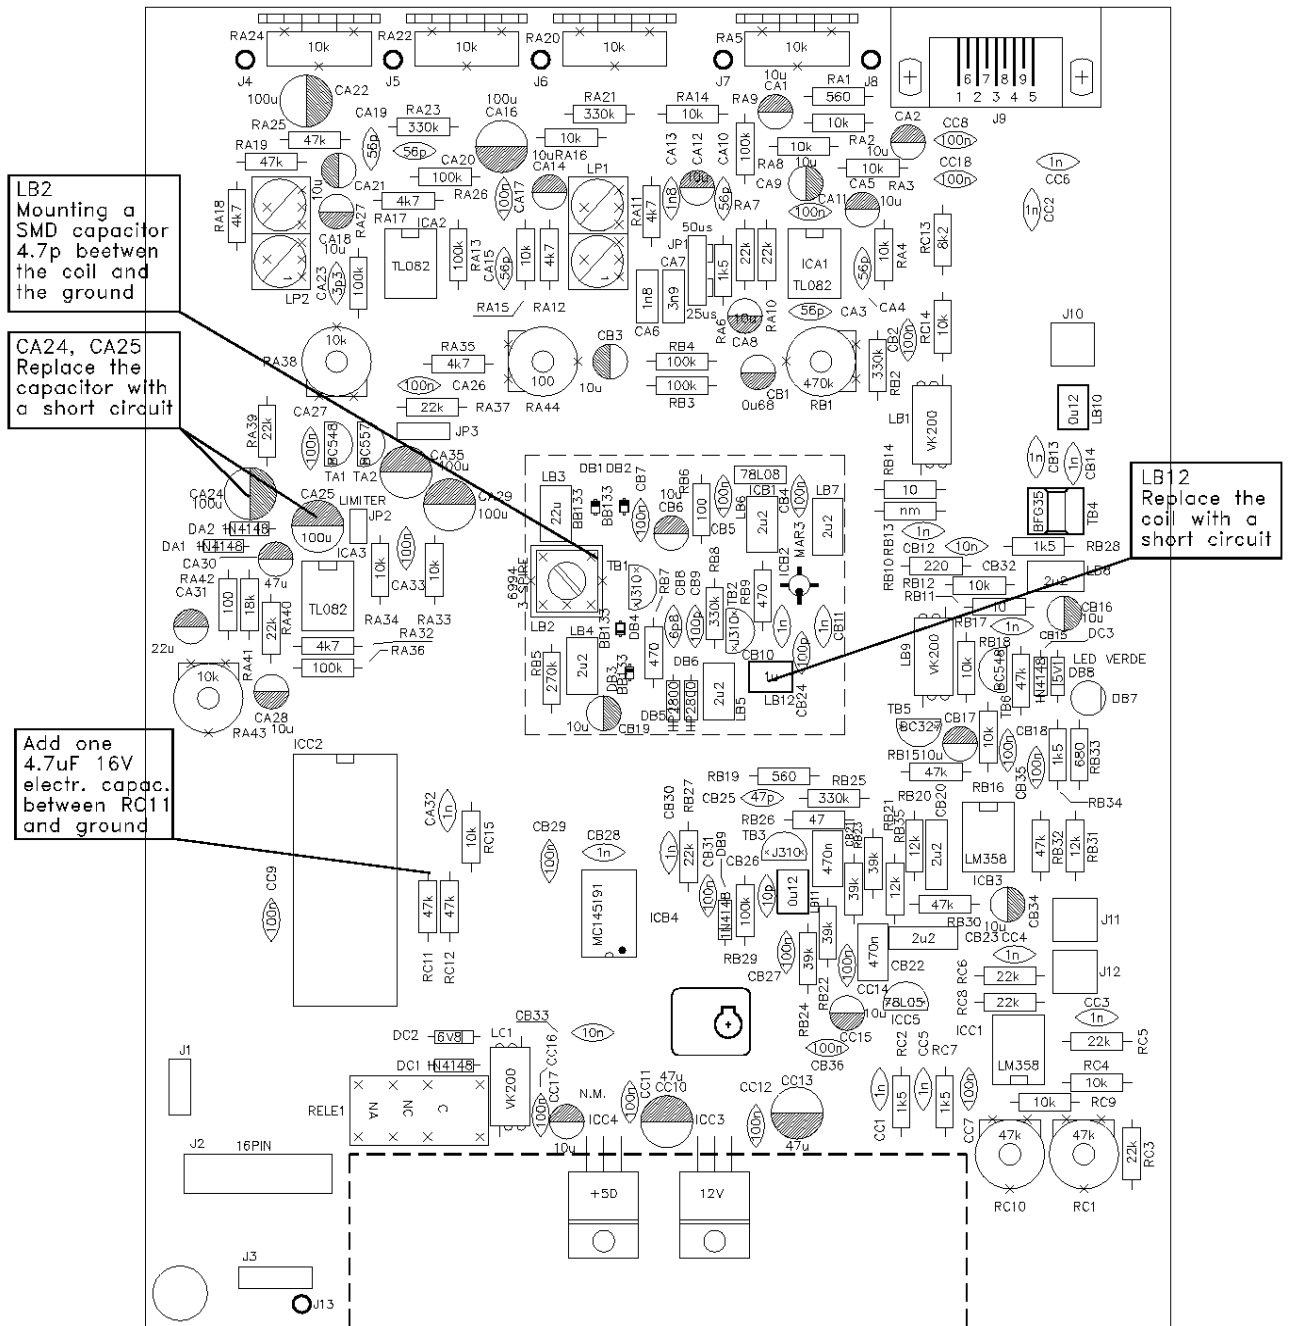 RA24
10k
RA22
10k
RA20
10k
RA5
10k
J4
J5
J6
J7
J8
6 7 8 9
1 2 3 4 5
J9
CA22
100u
CA19
RA23
330k
100u
CA16
RA21
330k
RA14
10k
10u
CA1
RA9
RA1
560
10k
RA2
CA2
CC8
100n
RA25
47k
RA19
47k
56p
56p
CA20
100k
RA26
10k
10uRA16
CA14
CA13
CA12
CA10
100k
RA8
10k
10u
10u
10k
RA3
CC18
100n
1n
CC6
LB2
Mounting a
SMD capacitor
4.7p beetwen
the coil and
the ground
RA18
4k7
10u
CA21
4k7
RA17
RA27
CA18
10u
ICA2
TL082
100n
CA17
LP1
RA11
4k7
1n8
10u
56p
RA7
CA9
CA11
100n
CA5
10u
1n
CC2
RC13
8k2
LP2
CA23
3p3
100k
100k
RA13
CA15
56p
10k
4k7
RA15
RA12
50us
JP1
CA7
1n8
3n9
1k5
25us
CA6
RA6
22k
22k
10u
CA8
RA10
ICA1
TL082
56p
CA3
56p
10k
RA4
CA4
RC14
10k
J10
CA24, CA25
Replace the
capacitor with
a short circuit
10k
RA38
RA35
4k7
100n
CA26
100
RA44
CB3
10u
RB4
100k
100k
RB3
CB1
0u68
470k
RB1
CB2
100n
330k
RB2
LB1
VK200
0u12
LB10
22k
RA37
JP3
RA39
22k
CA27
100n
BC548
BC557
TA1
TA2
CA35
100u
CA24
100u
CA25
100u
LIMITER
JP2
CA29
100u
LB3
22u
DB1
DB2
BB133
BB133
CB7
100n
10u
CB6
RB6
100
CB5
100n
LB6
78L08
ICB1
2u2
CB4
100n
LB7
2u2
MAR3
ICB2
RB14
10
nm
RB13
1n
CB13
1n
CB14
1n
BFG35
TB4
LB12
Replace the
coil with a
short circuit
DA2
1N4148
DA1
1N4148
CA30
47u
RA42
CA31
100
18k
22k
RA40
22u
ICA3
TL082
10k
100n
CA33
10k
RA34
RA33
4k7
RA32
100k
RA36
RA41
10k
RA43
CA28
10u
6994
3 SPIRE
LB2
TB1
J310
CB8
CB9
RB7
RB8
6p8
100p
330k
TB2
J310
RB9
470
1n
1n
CB11
BB133
DB4
LB4
2u2
RB5
270k
470
DB3
BB133
DB6
10u
CB19
DB5
HP2800
HP2800
2u2
LB5
CB10
1u
LB12
100p
CB24
CB12
10n
RB10
220
RB12
RB11
10k
CB32
10
RB17
1k5
RB28
2u2
LB8
1n
CB16
10u
CB15
DC3
LB9
VK200
10k
RB18
BC548
TB6
47k
1N4148
5V1
LED VERDE
DB8
DB7
TB5
BC327
CB17
RB15
10u
47k
10k
RB16
100n
CB18
CB35
100n
1k5
680
RB33
RB34
Add one
4.7uF 16V
electr. capac.
between RC11
and ground
ICC2
CA32
1n
10k
RC15
CC9
100n
47k
47k
RC11
RC12
CB29
100n
CB28
1n
MC145191
ICB4
CB30
RB27
1n
22k
RB19
560
CB25
47p
RB25
330k
RB26
47
TB3
J310
CB31
100n
DB9
1N4148
CB26
100k
RB29
10p
0u12
LB11
470n
CB21
RB23
39k
39k
RB21
RB35
RB20
12k
12k
CB20
2u2
LM358
ICB3
47k
RB30
47k
RB32
12k
RB31
CB34
10u
J11
J12
CB27
100n
39k
39k
RB24
RB22
100n
470n
2u2
CB23
CB22
CC4
1n
RC6
22k
RC8
22k
CC14
10u
CC15
78L05
ICC5
100n
CB36
ICC1
LM358
CC3
1n
22k
RC5
RC4
10k
10k
RC9
DC2
6V8
DC1
1N4148
LC1
VK200
CB33
10n
CC16
CC17
100n
10u
RELE1
NA
NC
C
N.M.
ICC4
100n
CC11
47u
CC10
ICC3
CC12
100n
CC13
47u
RC2
CC5
RC7
1n
1k5
1n
1k5
100n
CC1
CC7
47k
RC10
47k
RC1
22k
RC3
J1
J2
16PIN
+5D
12V
J3
J13